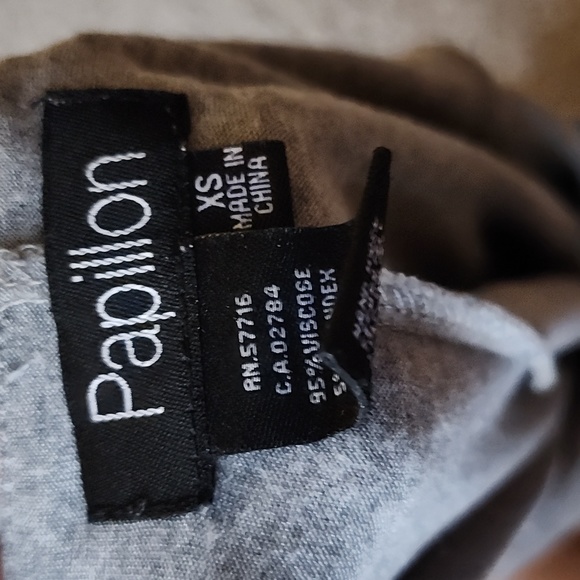 Papillon
XS
MADE IN
CHINA
RN.57716
C.A.02784
95%VISCOSE